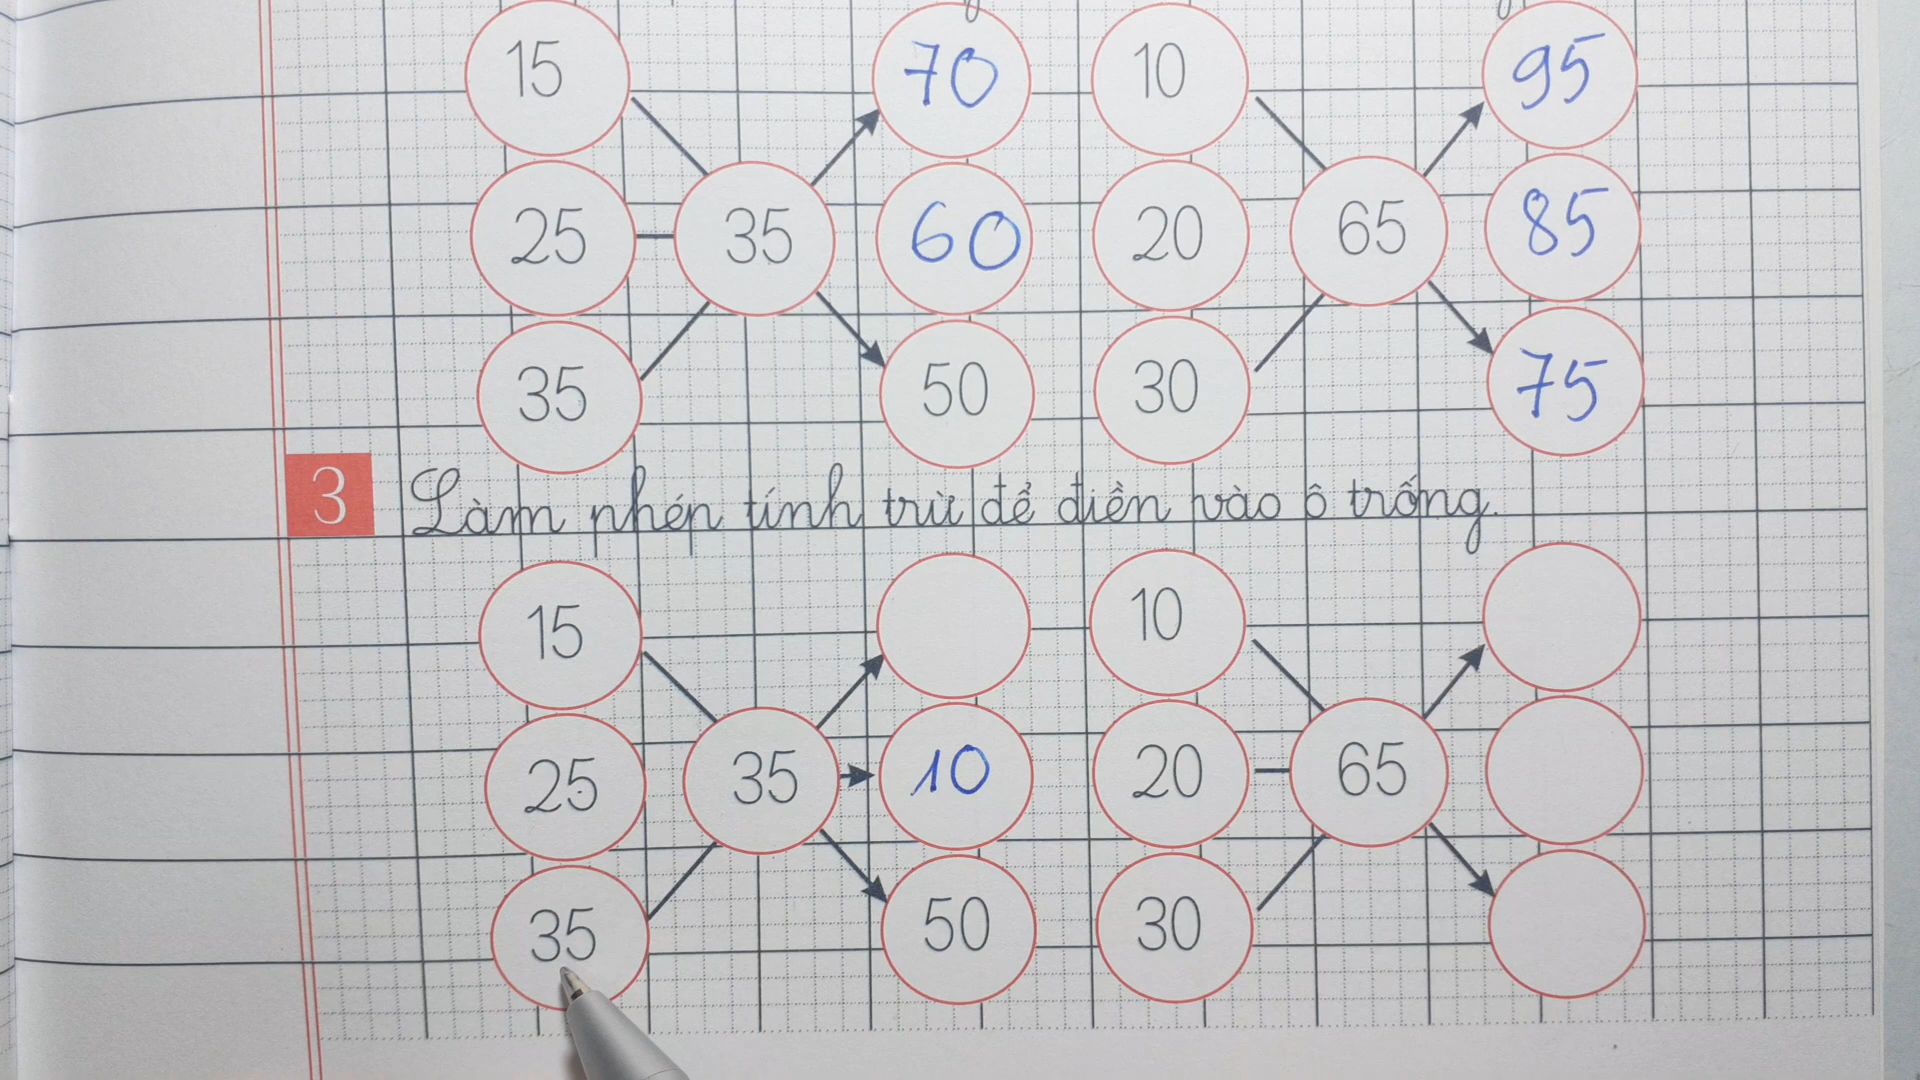 15 70 10 95
25 35 60 20 65 85
35 50 30 75
3 Làm phép tính trừ để điền vào ô trống.
15 10
25 35 10 20 65
35 50 30